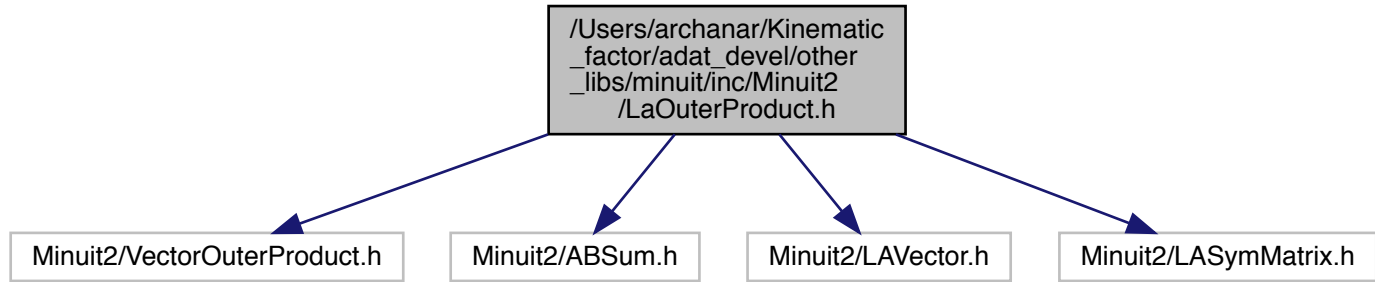 /Users/archanar/Kinematic
_factor/adat_devel/other
_libs/minuit/inc/Minuit2
/LaOuterProduct.h
Minuit2/VectorOuterProduct.h
Minuit2/ABSum.h
Minuit2/LAVector.h
Minuit2/LASymMatrix.h